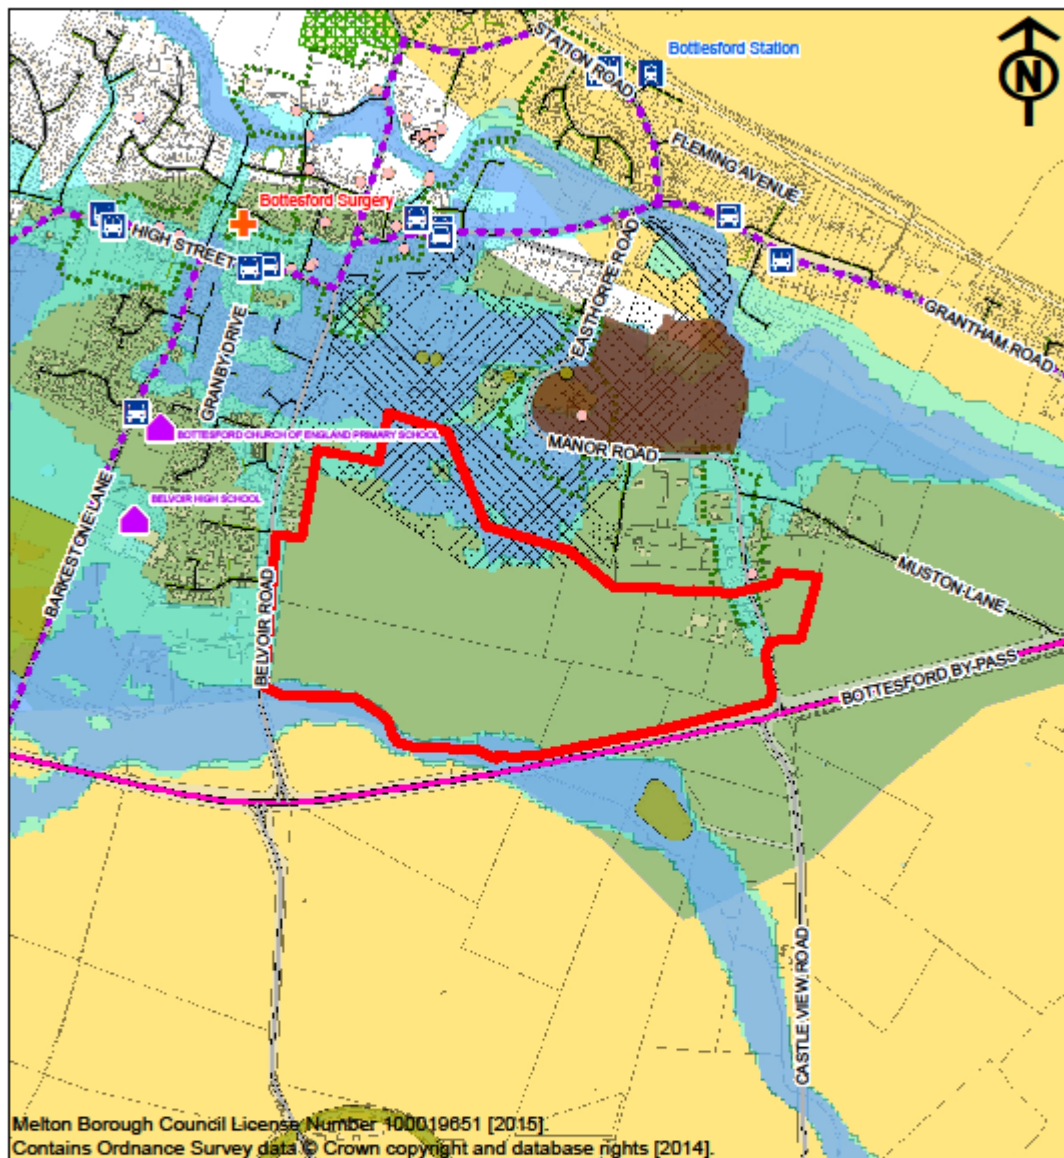 STATION ROAD
Bottlesford Station
N
FLEMING AVENUE
Bottesford Surgery
HIGH STREET
EASTHORPE ROAD
GRANTHAM ROAD
GRANBY DRIVE
BOTTESFORD CHURCH OF ENGLAND PRIMARY SCHOOL
MANOR ROAD
BELVOIR HIGH SCHOOL
BARKESTONE LANE
MUSTON LANE
BELVOIR ROAD
BOTTESFORD BY-PASS
CASTLE VIEW ROAD
Melton Borough Council License Number 100019651 [2015].
Contains Ordnance Survey data © Crown copyright and database rights [2014].